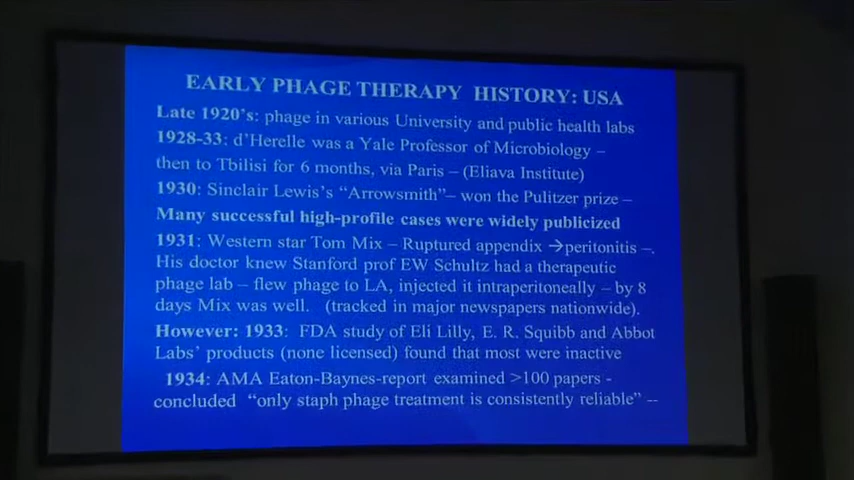 EARLY PHAGE THERAPY HISTORY: USA
Late 1920's: phage in various University and public health labs
1928-33: d'Herelle was a Yale Professor of Microbiology –
then to Tbilisi for 6 months, via Paris – (Eliava Institute)
1930: Sinclair Lewis's “Arrowsmith”– won the Pulitzer prize –
Many successful high-profile cases were widely publicized
1931: Western star Tom Mix – Ruptured appendix →peritonitis –.
His doctor knew Stanford prof EW Schultz had a therapeutic
phage lab – flew phage to LA, injected it intraperitoneally – by 8
days Mix was well. (tracked in major newspapers nationwide).
However: 1933: FDA study of Eli Lilly, E. R. Squibb and Abbot
Labs' products (none licensed) found that most were inactive
1934: AMA Eaton-Baynes-report examined >100 papers -
concluded “only staph phage treatment is consistently reliable” --